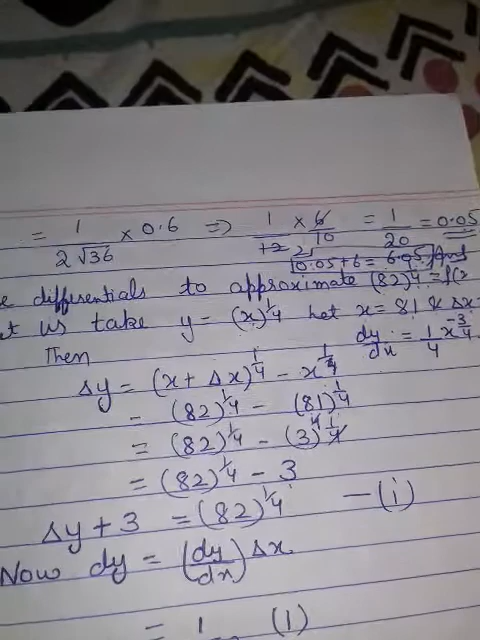 = 1/(2√36) × 0.6 ⇒ 1/12 × 6/10 = 1/20 = 0.05
0.05 + 6 = 6.05 Ans
e differentials to approximate (82)^1/4 = f(x
t us take y = (x)^1/4 Let x = 81 & Δx
Then dy/dx = 1/4 x^-3/4
Δy = (x + Δx)^1/4 - x^1/4
= (82)^1/4 - (81)^1/4
= (82)^1/4 - (3)^4×1/4
= (82)^1/4 - 3
Δy + 3 = (82)^1/4 — (i)
Now dy = (dy/dx) Δx
= 1 (1)